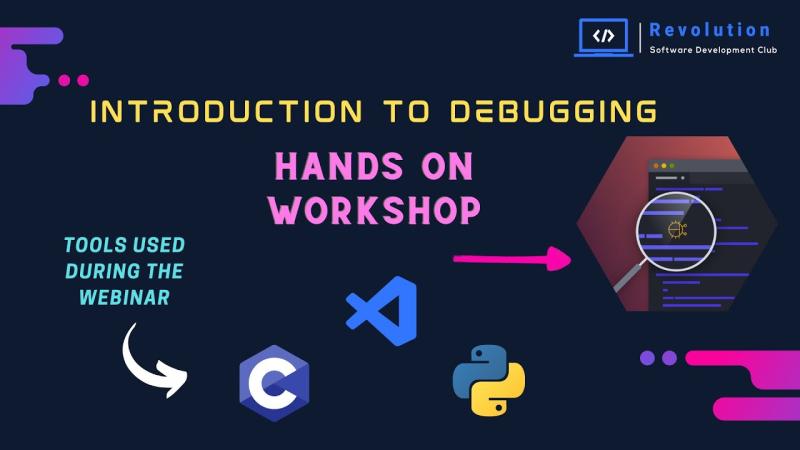 </>
Revolution
Software Development Club
INTRODUCTION TO DEBUGGING
HANDS ON
WORKSHOP
TOOLS USED
DURING THE
WEBINAR
C